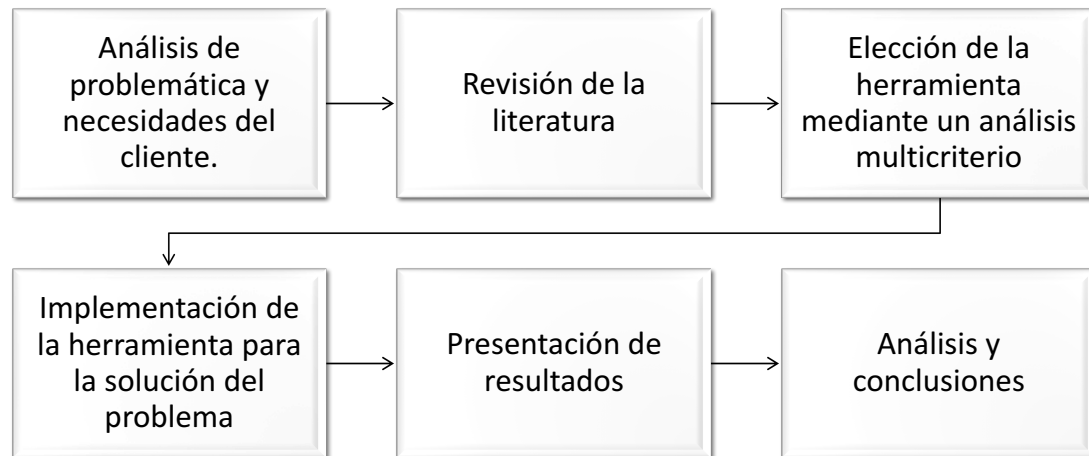 Análisis de
problemática y
necesidades del
cliente.
Revisión de la
literatura
Elección de la
herramienta
mediante un análisis
multicriterio
Implementación de
la herramienta para
la solución del
problema
Presentación de
resultados
Análisis y
conclusiones